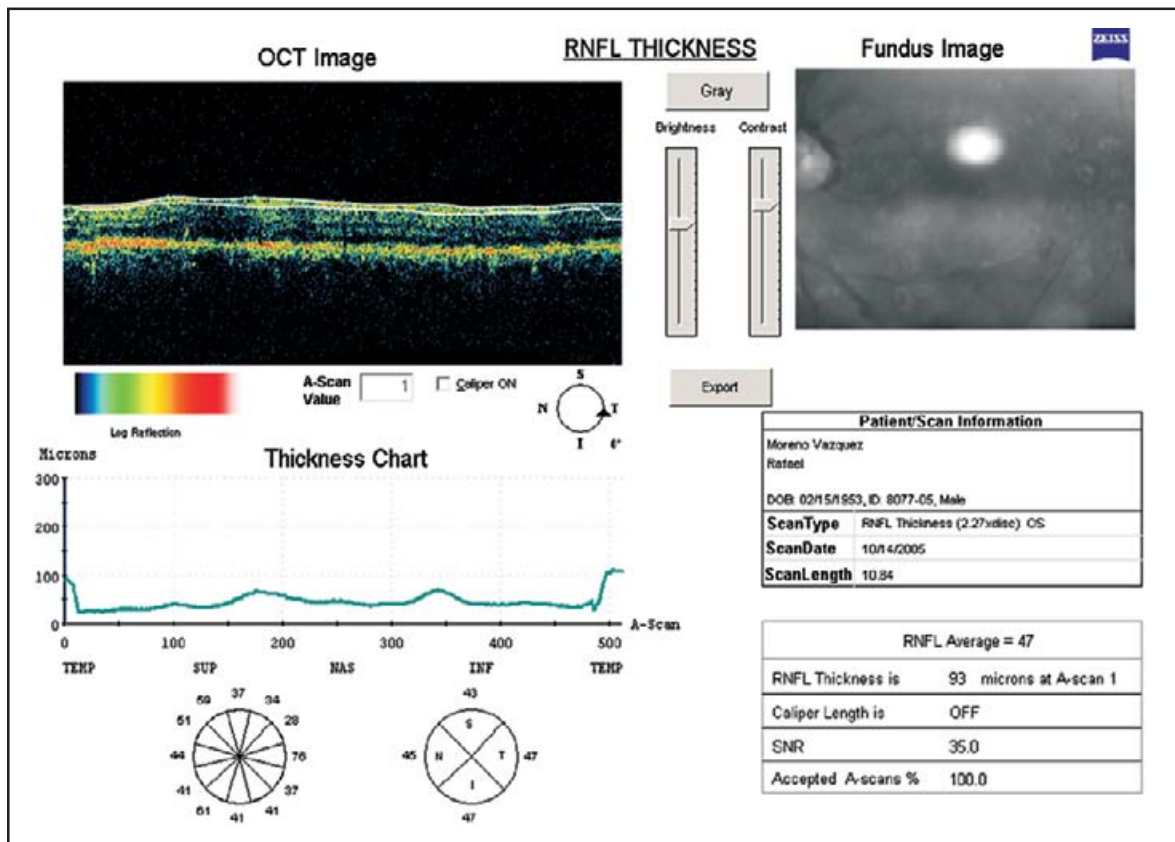 RNFL THICKNESS
OCT Image
Fundus Image
ZEISS
Gray
Brightness Contrast
Export
Log Reflection
A-Scan Value 1
Caliper ON
S
N T
I 0°
Patient/Scan Information
Moreno Vazquez
Rafael
DOB: 02/15/1953, ID: 8077-05, Male
ScanType RNFL Thickness (2.27xdisc) OS
ScanDate 10/14/2005
ScanLength 10.84
Thickness Chart
Microns
300
200
100
0
0 100 200 300 400 500
A-Scan
TEMP SUP NAS INF TEMP
37
59 34
51 28
44 76
41 37
61 41
41
43
S
45 N T 47
I
47
RNFL Average = 47
RNFL Thickness is 93 microns at A-scan 1
Caliper Length is OFF
SNR 35.0
Accepted A-scans % 100.0